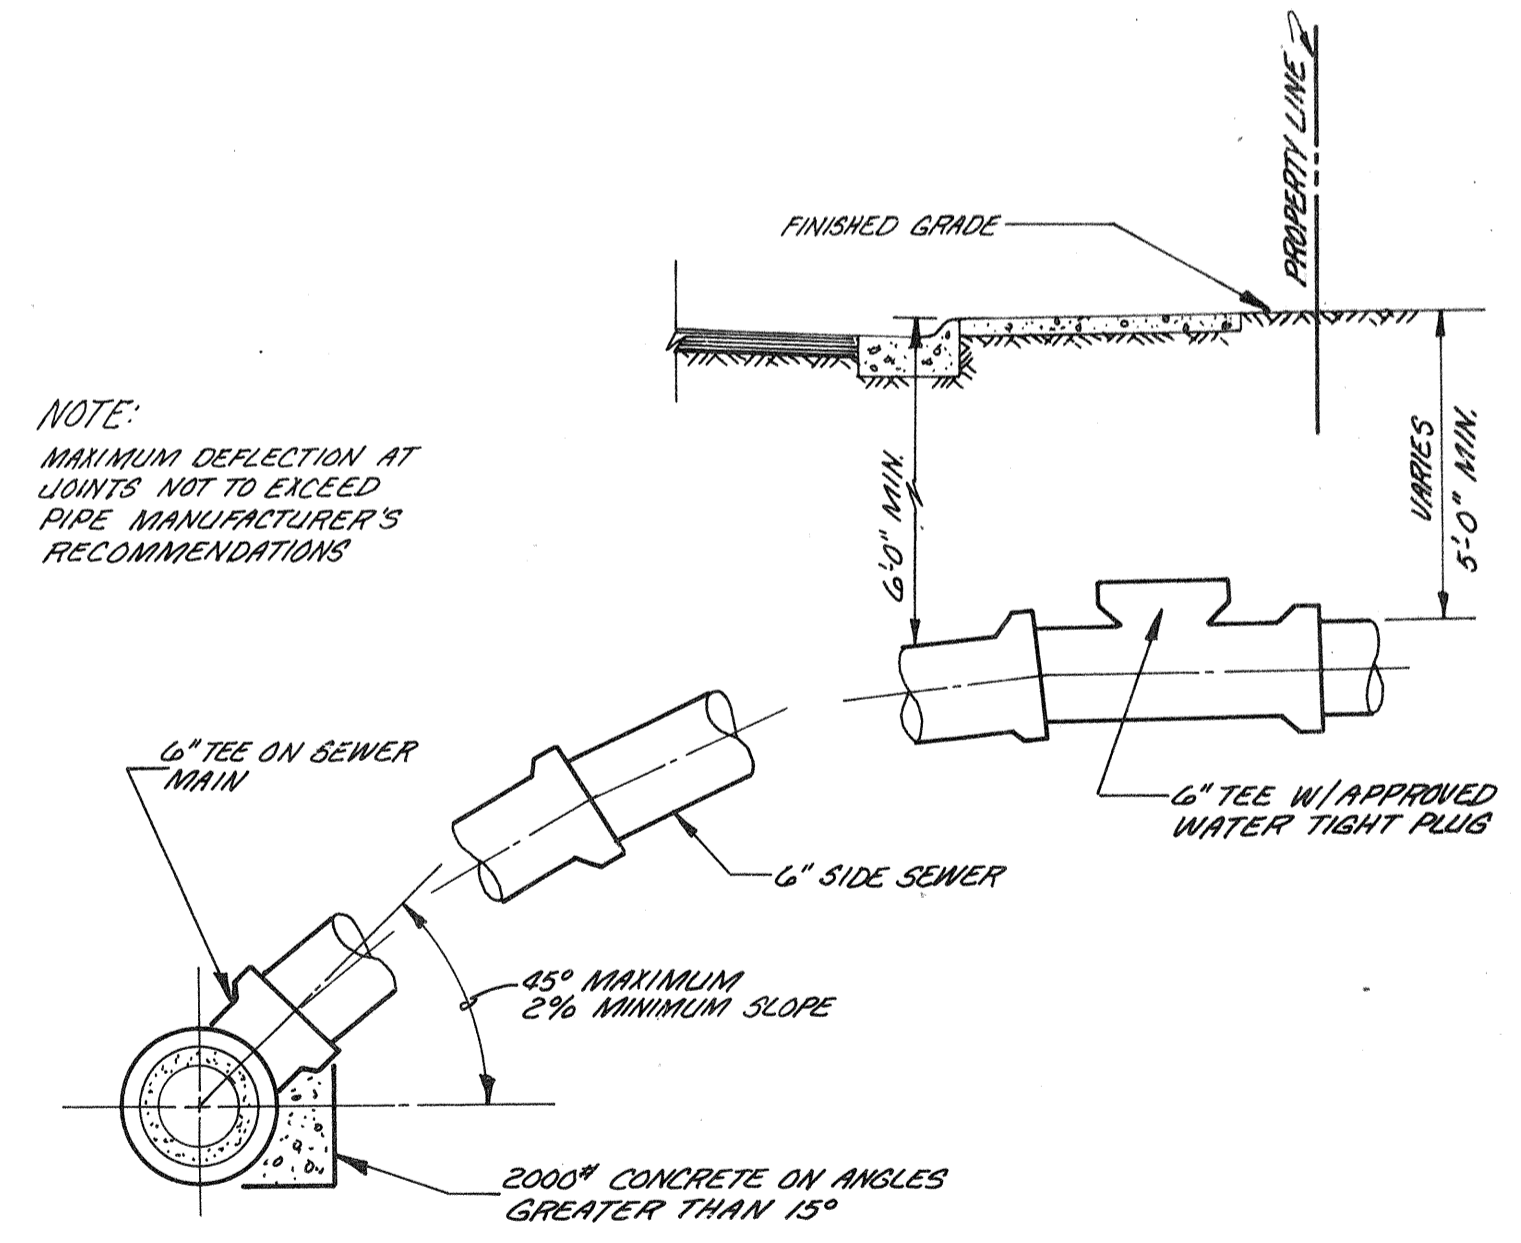 PROPERTY LINE
FINISHED GRADE
NOTE:
MAXIMUM DEFLECTION AT
JOINTS NOT TO EXCEED
PIPE MANUFACTURER'S
RECOMMENDATIONS
6'-0" MIN.
VARIES
5'-0" MIN.
6" TEE ON SEWER
MAIN
6" TEE W/APPROVED
WATER TIGHT PLUG
6" SIDE SEWER
45° MAXIMUM
2% MINIMUM SLOPE
2000# CONCRETE ON ANGLES
GREATER THAN 15°